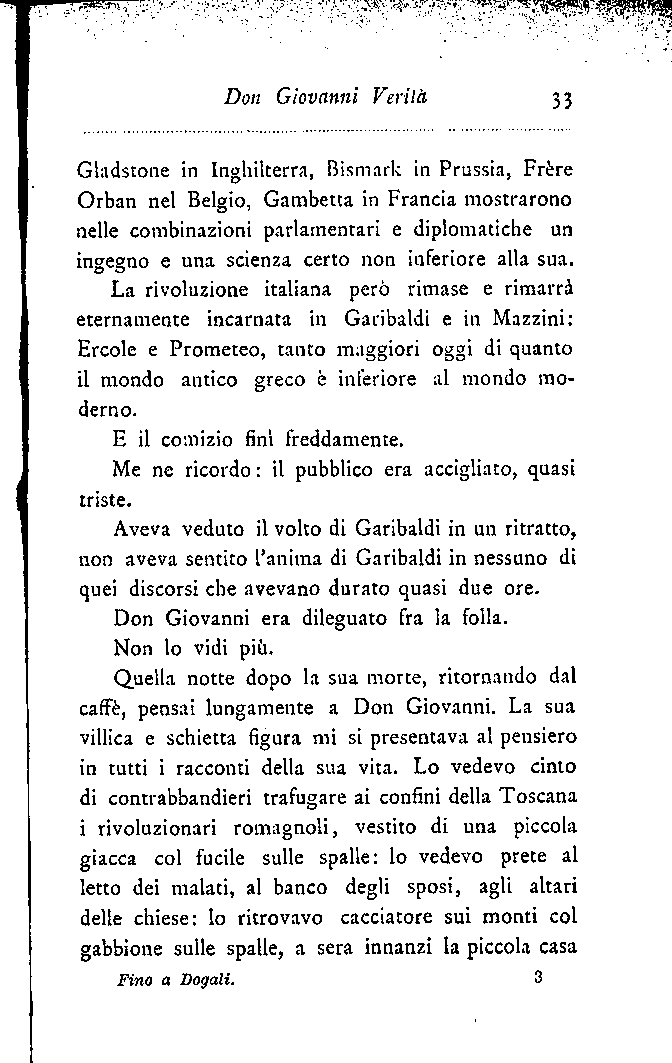 Don Giovanni Verità 33
Gladstone in Inghilterra, Bismark in Prussia, Frère
Orban nel Belgio, Gambetta in Francia mostrarono
nelle combinazioni parlamentari e diplomatiche un
ingegno e una scienza certo non inferiore alla sua.
La rivoluzione italiana però rimase e rimarrà
eternamente incarnata in Garibaldi e in Mazzini:
Ercole e Prometeo, tanto maggiori oggi di quanto
il mondo antico greco è inferiore al mondo mo-
derno.
E il comizio finì freddamente.
Me ne ricordo: il pubblico era accigliato, quasi
triste.
Aveva veduto il volto di Garibaldi in un ritratto,
non aveva sentito l'anima di Garibaldi in nessuno di
quei discorsi che avevano durato quasi due ore.
Don Giovanni era dileguato fra la folla.
Non lo vidi più.
Quella notte dopo la sua morte, ritornando dal
caffè, pensai lungamente a Don Giovanni. La sua
villica e schietta figura mi si presentava al pensiero
in tutti i racconti della sua vita. Lo vedevo cinto
di contrabbandieri trafugare ai confini della Toscana
i rivoluzionari romagnoli, vestito di una piccola
giacca col fucile sulle spalle: lo vedevo prete al
letto dei malati, al banco degli sposi, agli altari
delle chiese: lo ritrovavo cacciatore sui monti col
gabbione sulle spalle, a sera innanzi la piccola casa
Fino a Dogali. 3